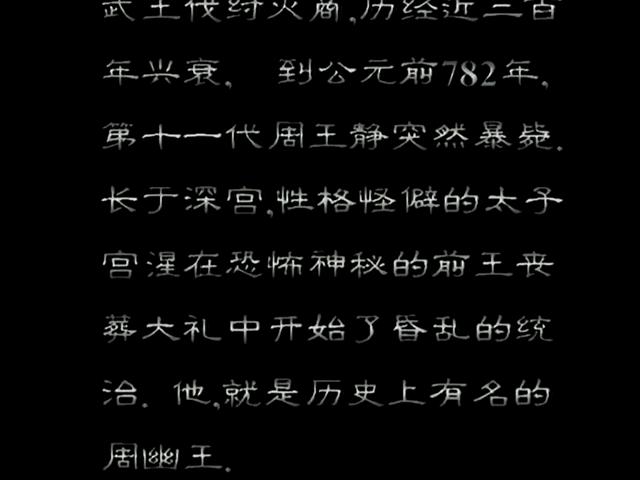 武王伐纣灭商,历经近三百
年兴衰, 到公元前782年,
第十一代周王静突然暴毙.
长于深宫,性格怪僻的太子
宫湦在恐怖神秘的前王丧
葬大礼中开始了昏乱的统
治. 他,就是历史上有名的
周幽王.